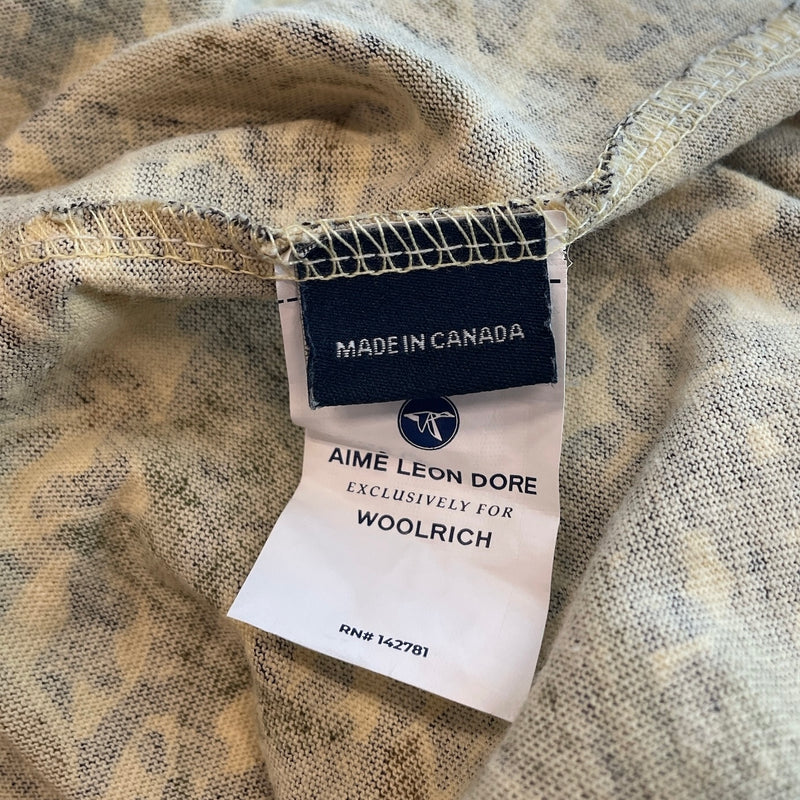 MADE IN CANADA
AIMÉ LEON DORE
EXCLUSIVELY FOR
WOOLRICH
RN# 142781